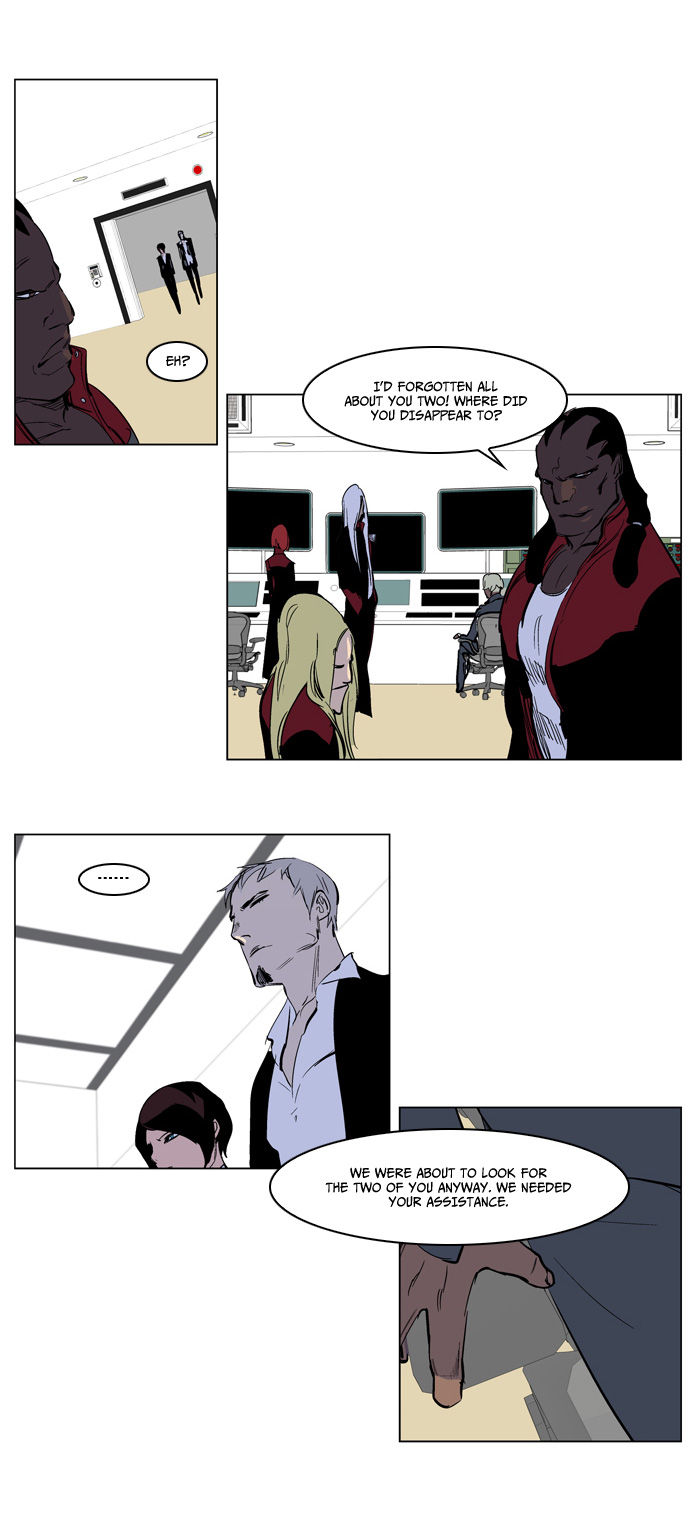 EH?
I'D FORGOTTEN ALL
ABOUT YOU TWO! WHERE DID
YOU DISAPPEAR TO?
------
WE WERE ABOUT TO LOOK FOR
THE TWO OF YOU ANYWAY. WE NEEDED
YOUR ASSISTANCE.